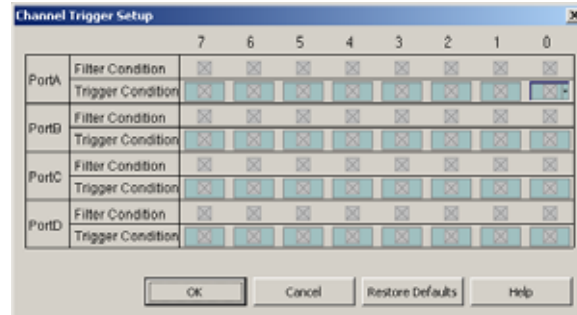 Channel Trigger Setup
7 6 5 4 3 2 1 0
PortA Filter Condition
Trigger Condition
PortB Filter Condition
Trigger Condition
PortC Filter Condition
Trigger Condition
PortD Filter Condition
Trigger Condition
OK Cancel Restore Defaults Help